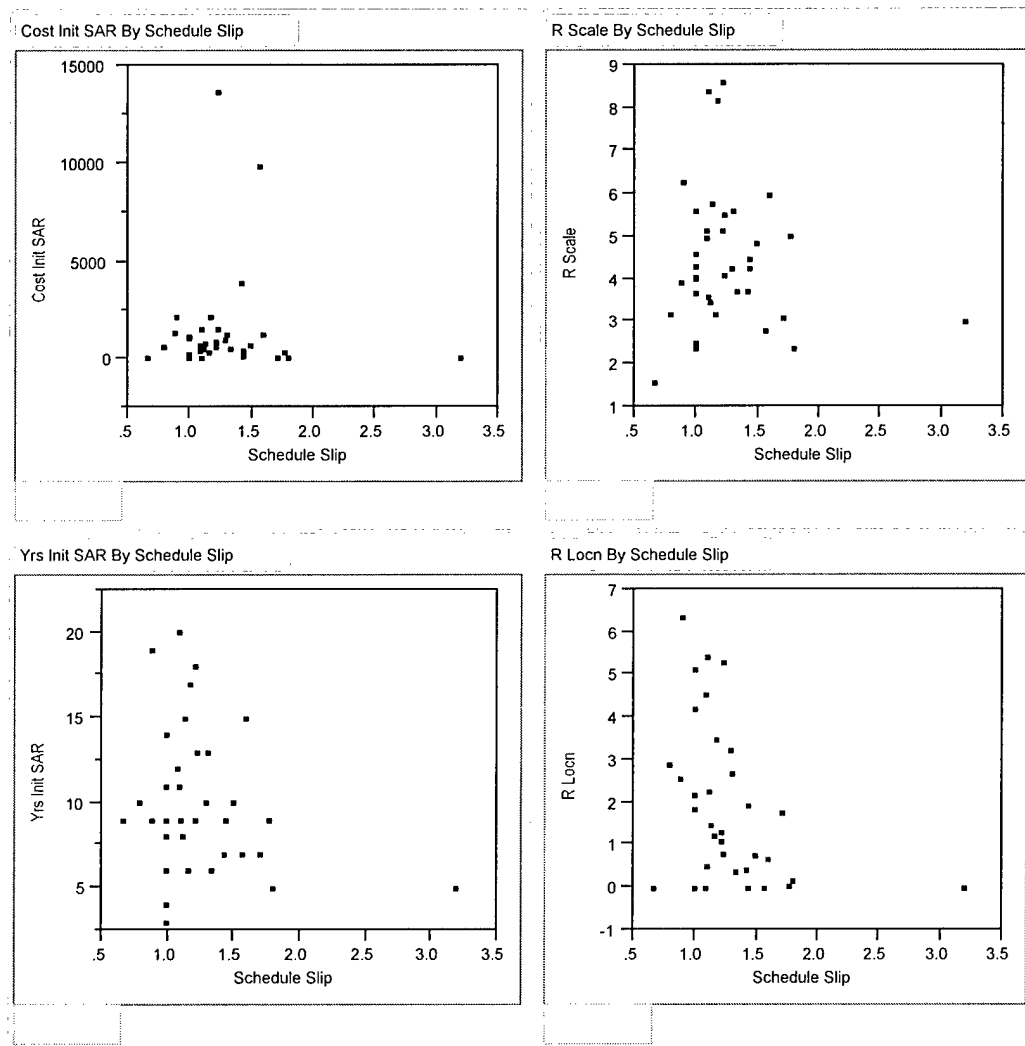 Cost Init SAR By Schedule Slip
15000
10000
5000
0
Cost Init SAR
.5 1.0 1.5 2.0 2.5 3.0 3.5
Schedule Slip
R Scale By Schedule Slip
9
8
7
6
5
4
3
2
1
R Scale
.5 1.0 1.5 2.0 2.5 3.0 3.5
Schedule Slip
Yrs Init SAR By Schedule Slip
20
15
10
5
Yrs Init SAR
.5 1.0 1.5 2.0 2.5 3.0 3.5
Schedule Slip
R Locn By Schedule Slip
7
6
5
4
3
2
1
0
-1
R Locn
.5 1.0 1.5 2.0 2.5 3.0 3.5
Schedule Slip